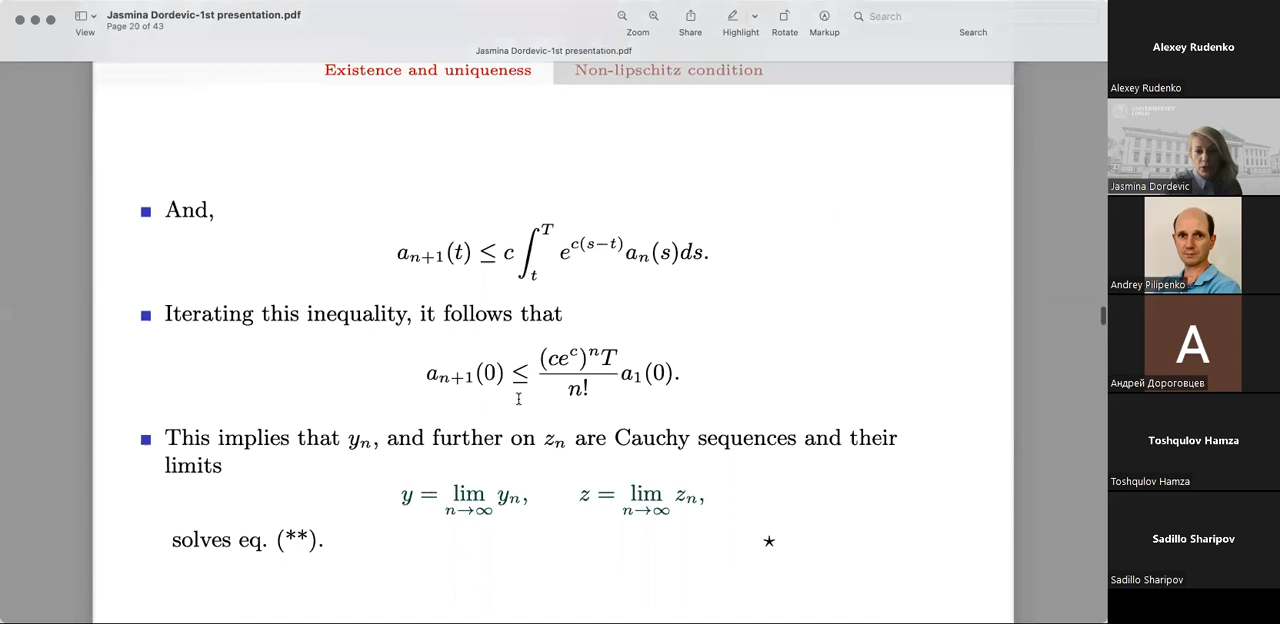 Jasmina Dordevic-1st presentation.pdf
Page 20 of 43
View
Zoom
Share
Highlight
Rotate
Markup
Search
Search
Jasmina Dordevic-1st presentation.pdf
Existence and uniqueness
Non-lipschitz condition
And,
a_{n+1}(t) ≤ c ∫_t^T e^{c(s−t)} a_n(s)ds.
Iterating this inequality, it follows that
a_{n+1}(0) ≤ \frac{(ce^c)^n T}{n!} a_1(0).
This implies that y_n, and further on z_n are Cauchy sequences and their
limits
y = lim_{n→∞} y_n, z = lim_{n→∞} z_n,
solves eq. (**). ⋆
Alexey Rudenko
Alexey Rudenko
Jasmina Dordevic
Andrey Pilipenko
А
Андрей Дороговцев
Toshqulov Hamza
Toshqulov Hamza
Sadillo Sharipov
Sadillo Sharipov